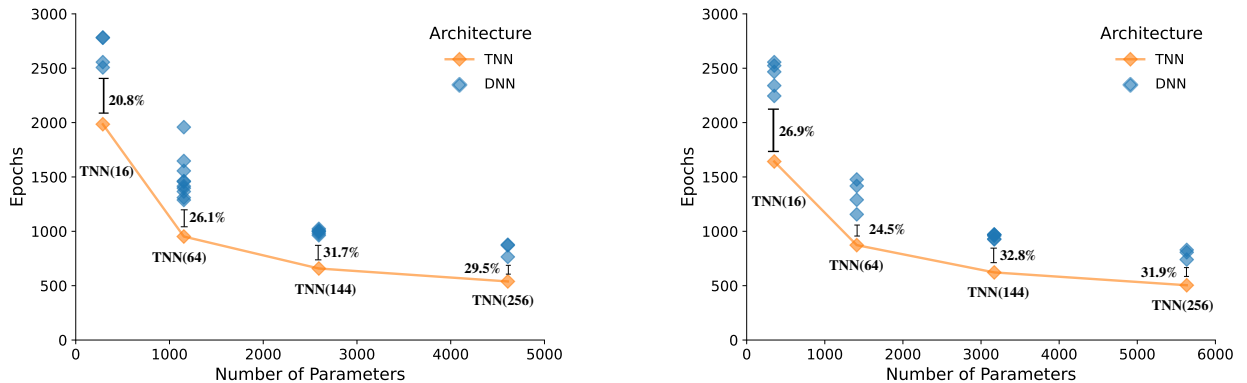 3000
2500
2000
1500
1000
500
0
Epochs
0 1000 2000 3000 4000 5000
Number of Parameters
Architecture
TNN
DNN
20.8%
TNN(16)
26.1%
TNN(64)
31.7%
TNN(144)
29.5%
TNN(256)
3000
2500
2000
1500
1000
500
0
Epochs
0 1000 2000 3000 4000 5000 6000
Number of Parameters
Architecture
TNN
DNN
26.9%
TNN(16)
24.5%
TNN(64)
32.8%
TNN(144)
31.9%
TNN(256)